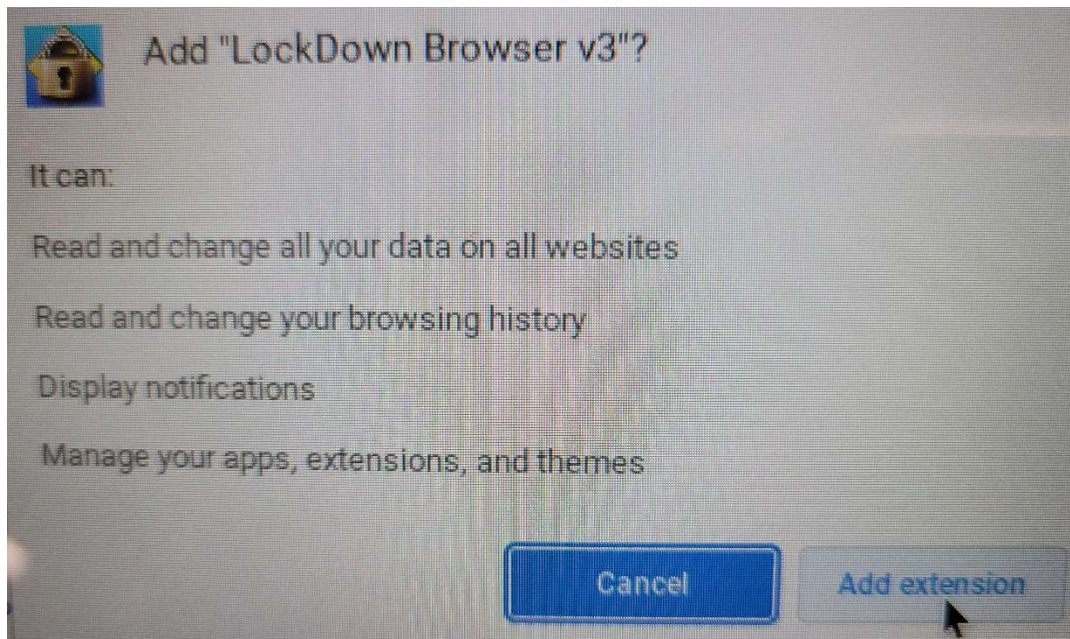 Add "LockDown Browser v3"?
It can:
Read and change all your data on all websites
Read and change your browsing history
Display notifications
Manage your apps, extensions, and themes
Cancel
Add extension